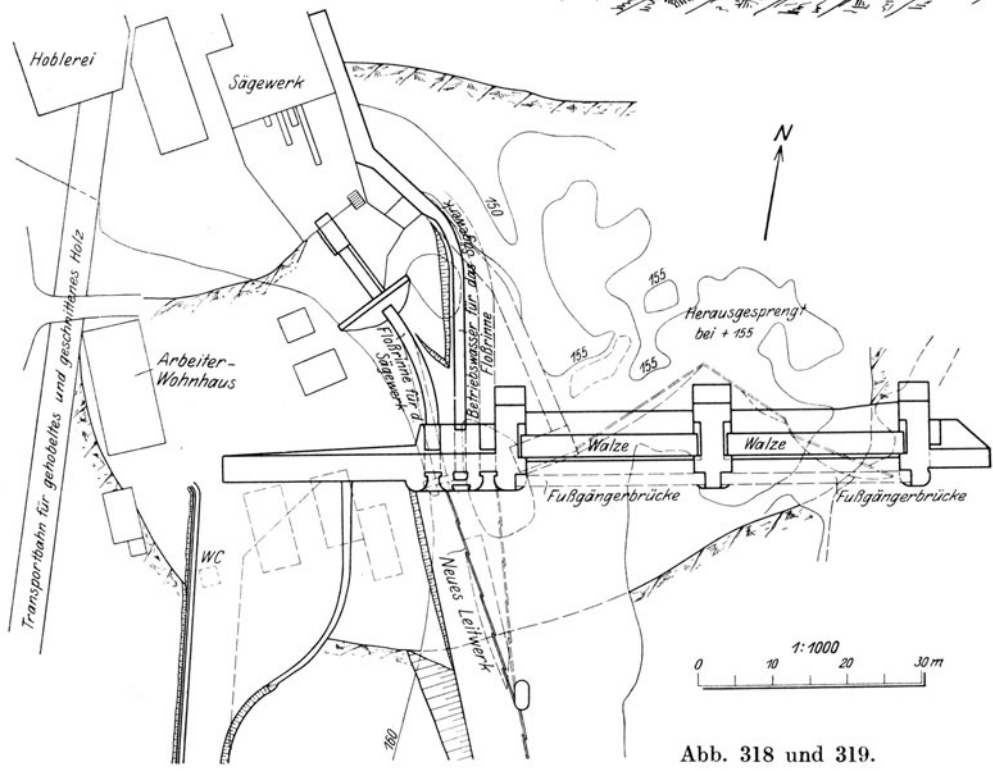 Hoblerei
Sägewerk
N
150
Betriebswasser für das Sägewerk
Floßrinne
155
Herausgesprengt
bei + 155
155
155
Transportbahn für gehobeltes und geschnittenes Holz
Arbeiter-
Wohnhaus
Floßrinne für d
Sägewerk
Walze
Walze
Fußgängerbrücke
Fußgängerbrücke
WC
Neues Leitwerk
160
1:1000
0 10 20 30 m
Abb. 318 und 319.